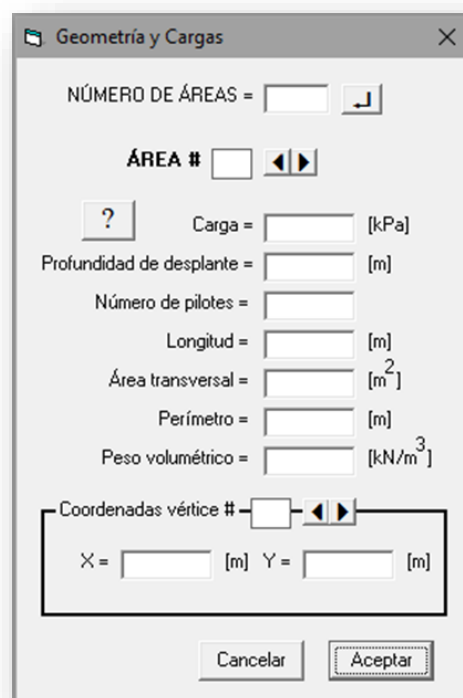 Geometría y Cargas
NÚMERO DE ÁREAS =
ÁREA #
?
Carga = [kPa]
Profundidad de desplante = [m]
Número de pilotes =
Longitud = [m]
Área transversal = [m2]
Perímetro = [m]
Peso volumétrico = [kN/m3]
Coordenadas vértice #
X = [m] Y = [m]
Cancelar Aceptar